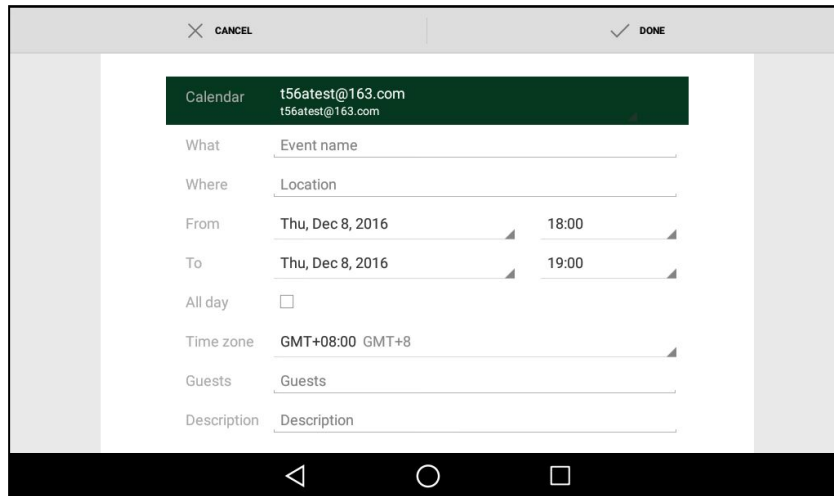 CANCEL DONE
Calendar t56atest@163.com
t56atest@163.com
What Event name
Where Location
From Thu, Dec 8, 2016 18:00
To Thu, Dec 8, 2016 19:00
All day
Time zone GMT+08:00 GMT+8
Guests Guests
Description Description